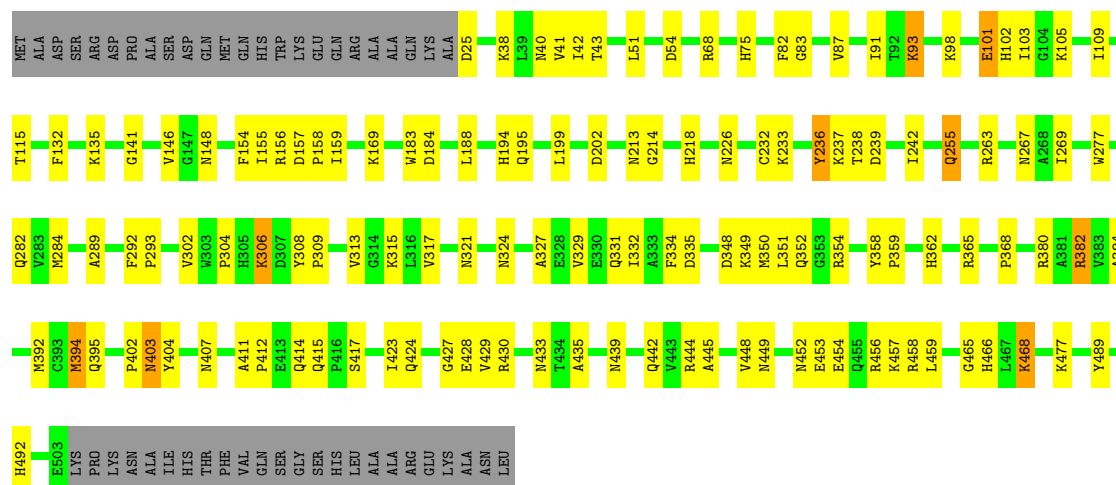 MET ALA ASP SER ARG ASP PRO ALA SER ASP GLN MET GLN HIS TRP LYS GLU GLN ARG ALA ALA GLN LYS ALA D25 K38 L39 N40 V41 I42 T43 L51 D54 R68 H75 F82 G83 V87 I91 T92 K93 K98 E101 H102 I103 G104 K105 I109
T115 F132 K135 G141 V146 G147 N148 F154 I155 R156 D157 P158 I159 K169 W183 D184 L188 H194 Q195 L199 D202 N213 G214 H218 N226 C232 K233 Y236 K237 T238 D239 I242 Q255 R263 N267 A268 I269 W277
Q282 V283 M284 A289 F292 P293 V302 W303 P304 H305 K306 D307 Y308 P309 V313 G314 K315 L316 V317 N321 N324 A327 E328 V329 E330 Q331 I332 A333 F334 D335 D348 K349 M350 L351 Q352 G353 R354 Y358 P359 H362 R365 P388 R380 A381 R382 V383 A384
M392 C393 M394 Q395 P402 N403 Y404 N407 A411 P412 E413 Q414 Q415 P416 S417 I423 Q424 G427 E428 V429 R430 N433 T434 A435 N439 Q442 V443 R444 A445 V448 N449 N452 E453 E454 Q455 R456 K457 R458 L459 G465 H466 L467 K468 K477 Y489
H492 E503 LYS PRO LYS ASN ALA ILE HIS THR PHE VAL GLN SER GLY SER HIS LEU ALA ALA ARG GLU LYS ALA ASN LEU